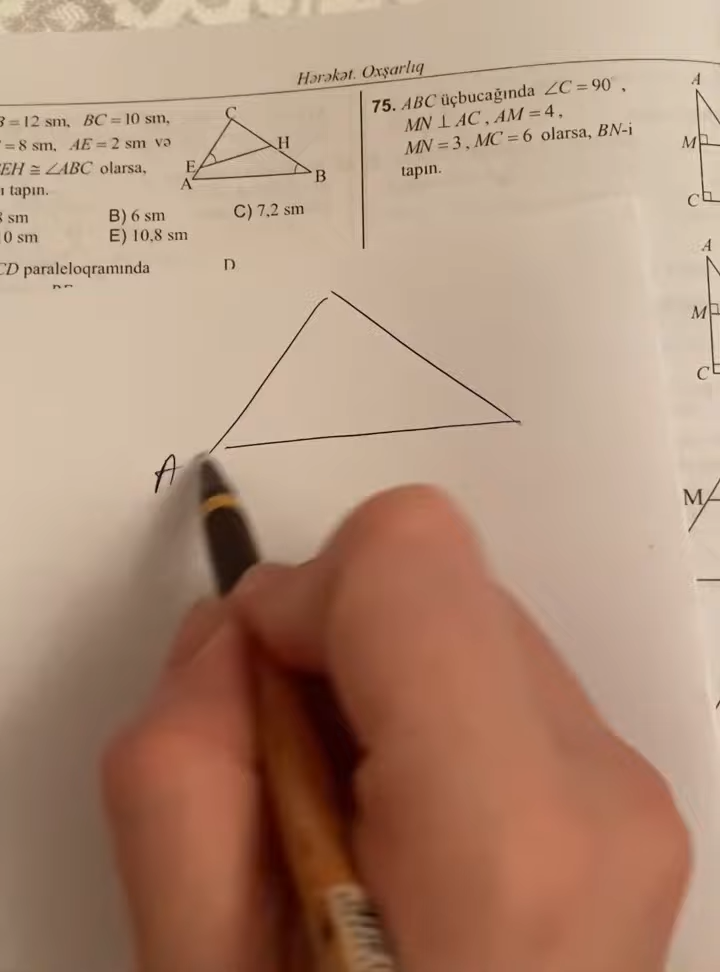 Hərəkət. Oxşarlıq
=12 sm, BC=10 sm,
=8 sm, AE=2 sm və
EH ≅ ∠ABC olarsa,
tapın.
sm B) 6 sm C) 7,2 sm
0 sm E) 10,8 sm
C
H
E
A
B
CD paraleloqramında
D
75. ABC üçbucağında ∠C=90°,
MN ⊥ AC, AM=4,
MN=3, MC=6 olarsa, BN-i
tapın.
A
M
C
A
M
C
M
A